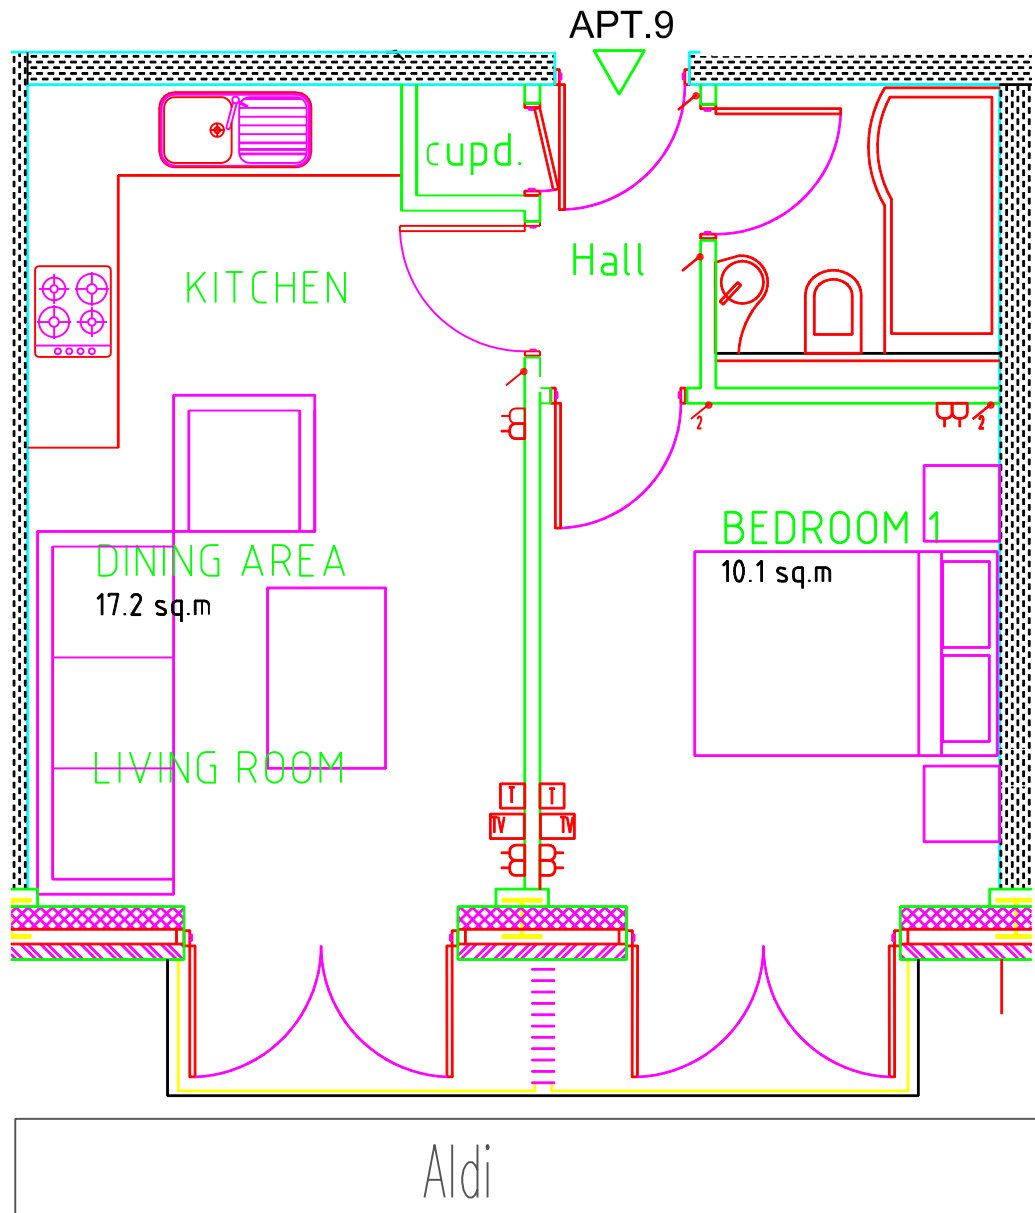 APT.9
cupd.
Hall
KITCHEN
2
2
BEDROOM 1
10.1 sq.m
DINING AREA
17.2 sq.m
LIVING ROOM
T
T
TV
TV
Aldi